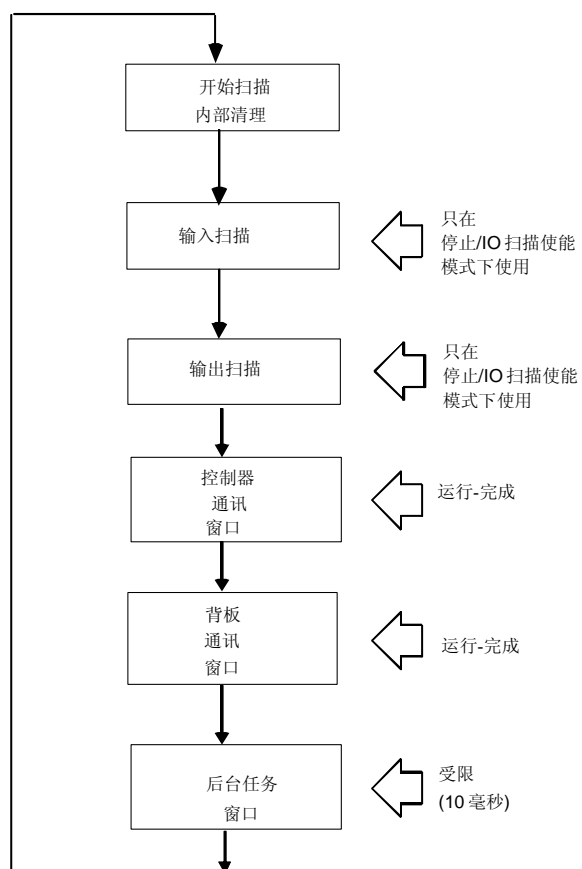 开始扫描
内部清理
输入扫描
只在
停止/IO 扫描使能
模式下使用
输出扫描
只在
停止/IO 扫描使能
模式下使用
控制器
通讯
窗口
运行-完成
背板
通讯
窗口
运行-完成
后台任务
窗口
受限
(10 毫秒)